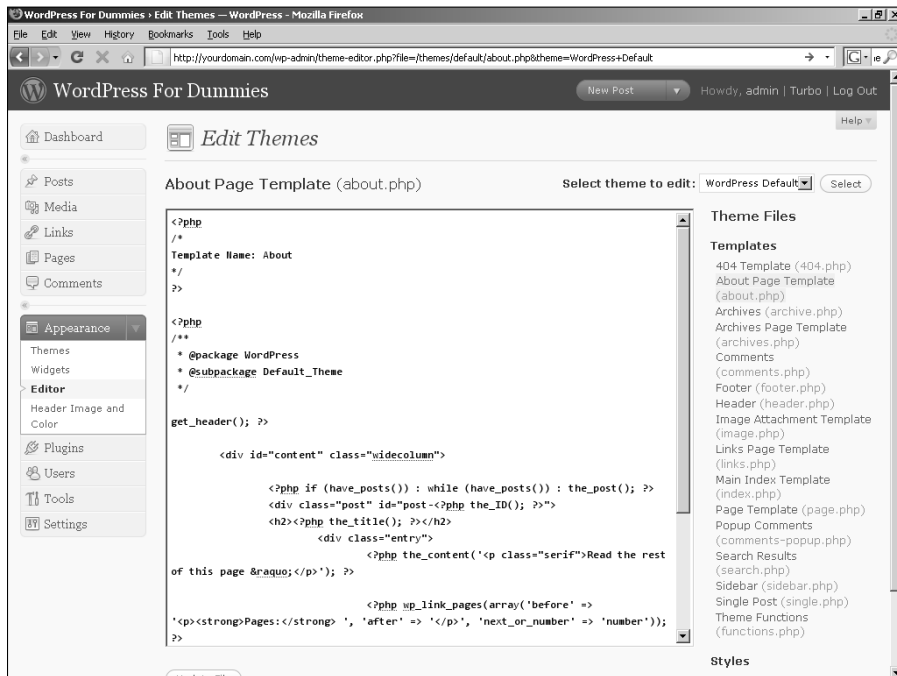 WordPress For Dummies › Edit Themes — WordPress - Mozilla Firefox
File Edit View History Bookmarks Tools Help
http://yourdomain.com/wp-admin/theme-editor.php?file=/themes/default/about.php&theme=WordPress+Default
WordPress For Dummies
New Post
Howdy, admin | Turbo | Log Out
Help
Dashboard
Posts
Media
Links
Pages
Comments
Appearance
Themes
Widgets
Editor
Header Image and
Color
Plugins
Users
Tools
Settings
Edit Themes
About Page Template (about.php)
Select theme to edit: WordPress Default Select
<?php
/*
Template Name: About
*/
?>
<?php
/**
* @package WordPress
* @subpackage Default_Theme
*/
get_header(); ?>
<div id="content" class="widecolumn">
<?php if (have_posts()) : while (have_posts()) : the_post(); ?>
<div class="post" id="post-<?php the_ID(); ?>">
<h2><?php the_title(); ?></h2>
<div class="entry">
<?php the_content('<p class="serif">Read the rest
of this page &raquo;</p>'); ?>
<?php wp_link_pages(array('before' =>
'<p><strong>Pages:</strong> ', 'after' => '</p>', 'next_or_number' => 'number'));
?>
Theme Files
Templates
404 Template (404.php)
About Page Template
(about.php)
Archives (archive.php)
Archives Page Template
(archives.php)
Comments
(comments.php)
Footer (footer.php)
Header (header.php)
Image Attachment Template
(image.php)
Links Page Template
(links.php)
Main Index Template
(index.php)
Page Template (page.php)
Popup Comments
(comments-popup.php)
Search Results
(search.php)
Sidebar (sidebar.php)
Single Post (single.php)
Theme Functions
(functions.php)
Styles